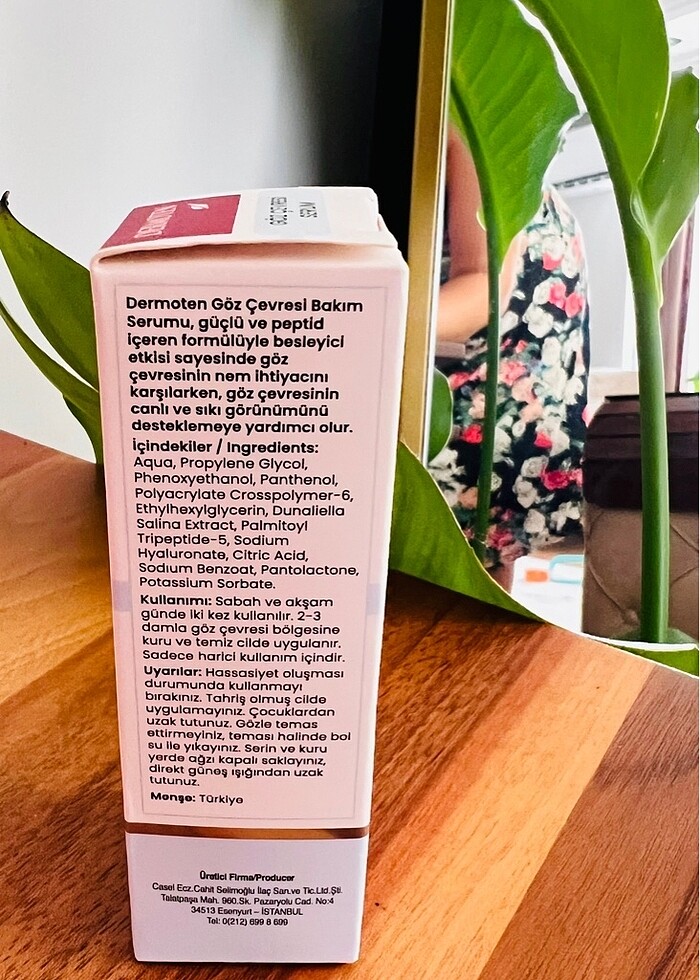 DERMOTEN
GÖZ ÇEVRESİ
SERUM
Dermoten Göz Çevresi Bakım
Serumu, güçlü ve peptid
içeren formülüyle besleyici
etkisi sayesinde göz
çevresinin nem ihtiyacını
karşılarken, göz çevresinin
canlı ve sıkı görünümünü
desteklemeye yardımcı olur.
İçindekiler / Ingredients:
Aqua, Propylene Glycol,
Phenoxyethanol, Panthenol,
Polyacrylate Crosspolymer-6,
Ethylhexylglycerin, Dunaliella
Salina Extract, Palmitoyl
Tripeptide-5, Sodium
Hyaluronate, Citric Acid,
Sodium Benzoat, Pantolactone,
Potassium Sorbate.
Kullanımı: Sabah ve akşam
günde iki kez kullanılır. 2-3
damla göz çevresi bölgesine
kuru ve temiz cilde uygulanır.
Sadece harici kullanım içindir.
Uyarılar: Hassasiyet oluşması
durumunda kullanmayı
bırakınız. Tahriş olmuş cilde
uygulamayınız. Çocuklardan
uzak tutunuz. Gözle temas
ettirmeyiniz, teması halinde bol
su ile yıkayınız. Serin ve kuru
yerde ağzı kapalı saklayınız,
direkt güneş ışığından uzak
tutunuz.
Menşe: Türkiye
Üretici Firma/Producer
Casel Ecz.Cahit Selimoğlu İlaç San.ve Tic.Ltd.Şti.
Talatpaşa Mah. 960.Sk. Pazaryolu Cad. No:4
34513 Esenyurt – İSTANBUL
Tel: 0(212) 699 8 699